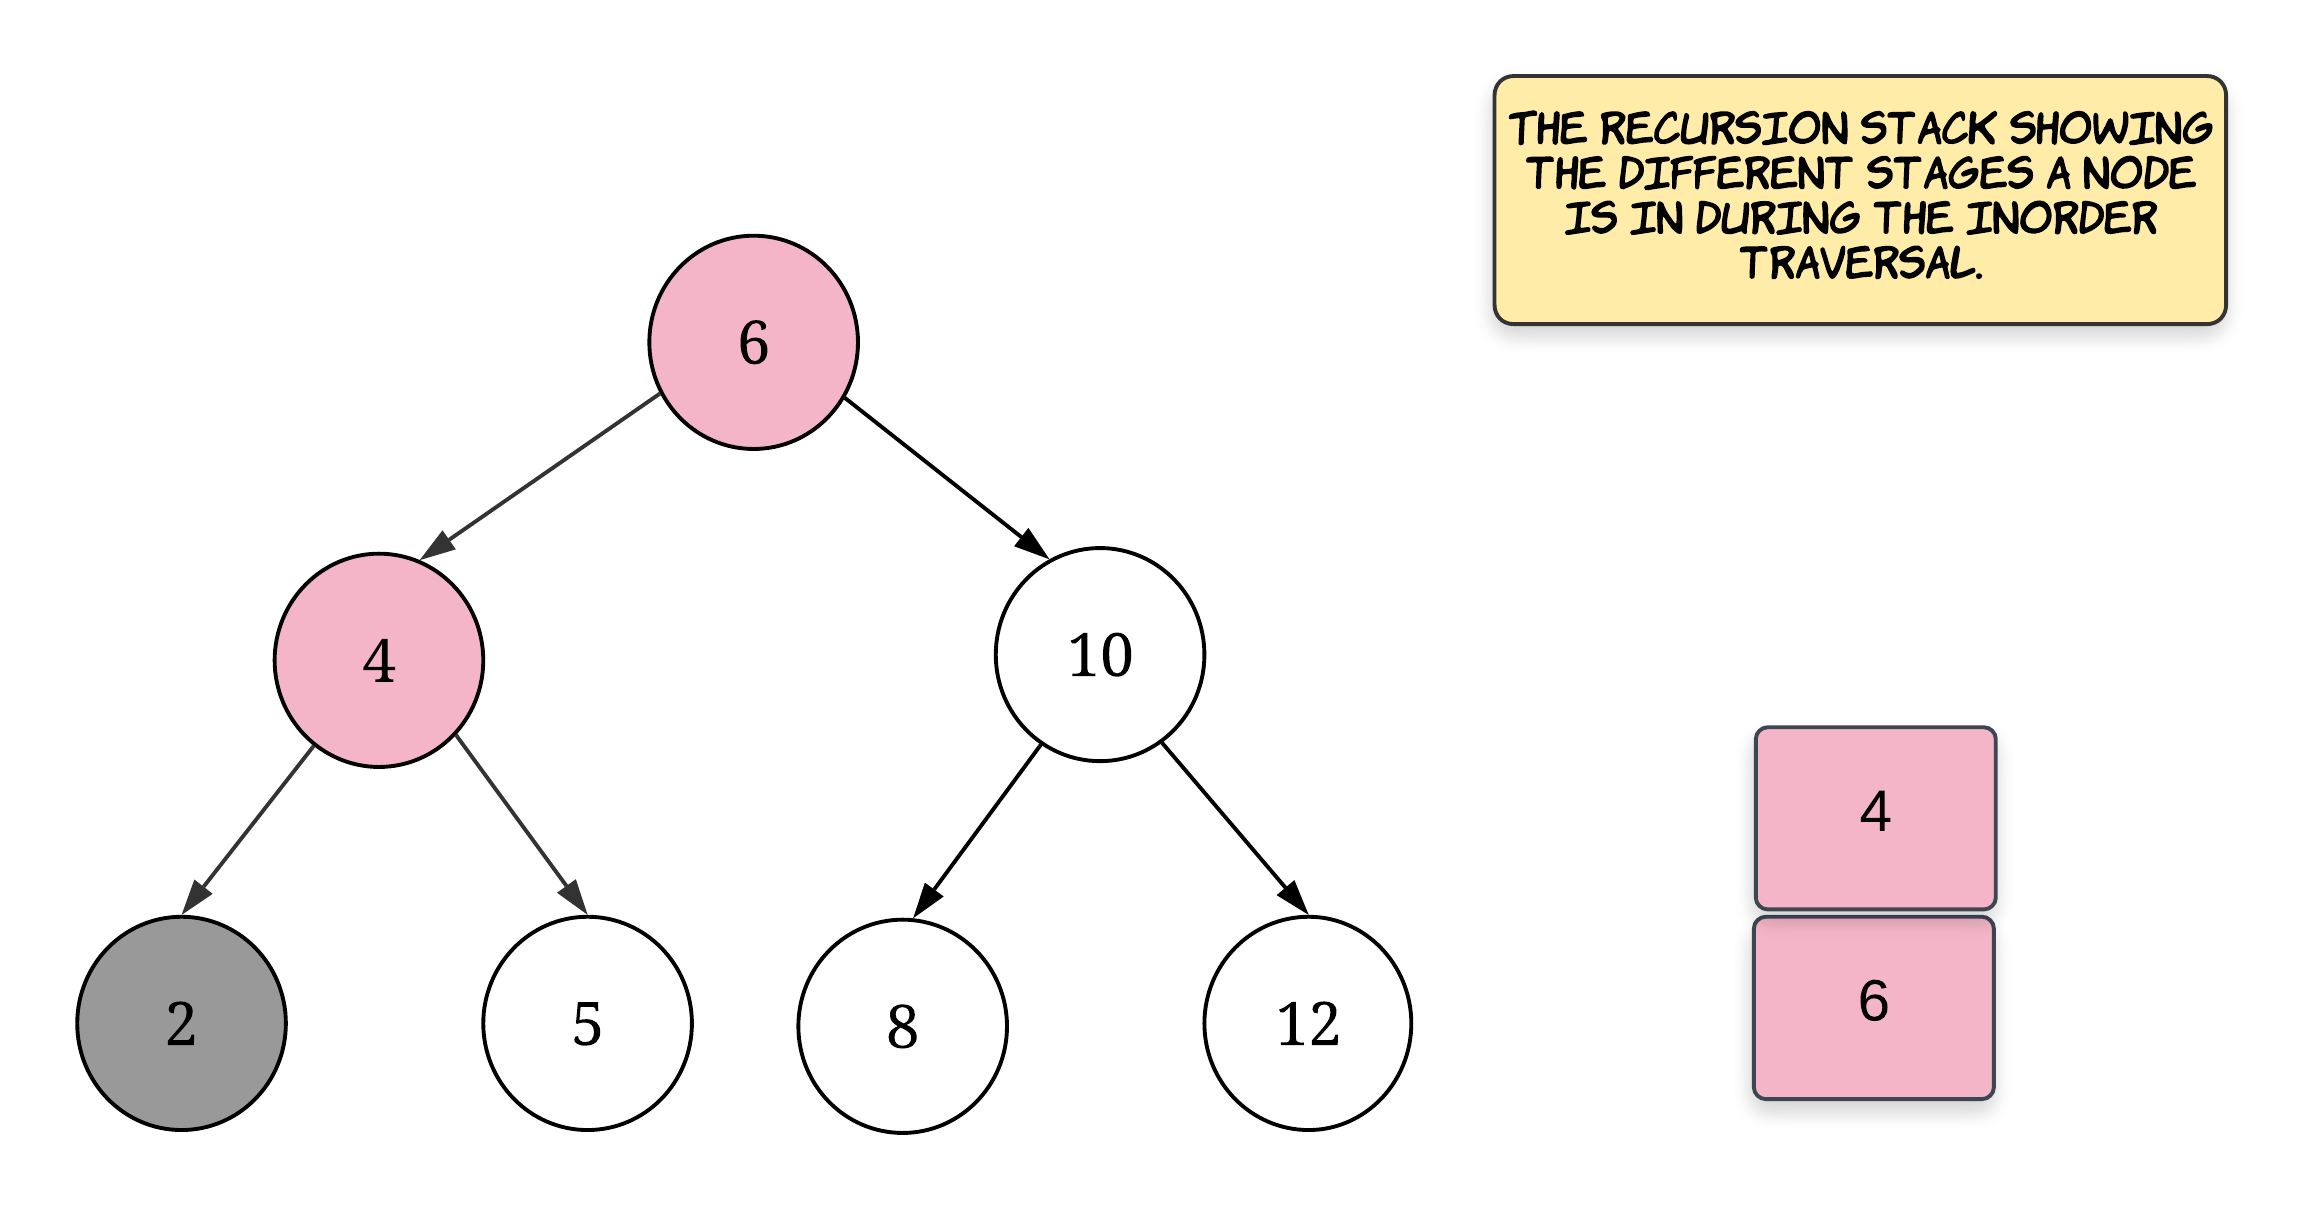 THE RECURSION STACK SHOWING
THE DIFFERENT STAGES A NODE
IS IN DURING THE INORDER
TRAVERSAL.
6
4
10
2
5
8
12
4
6